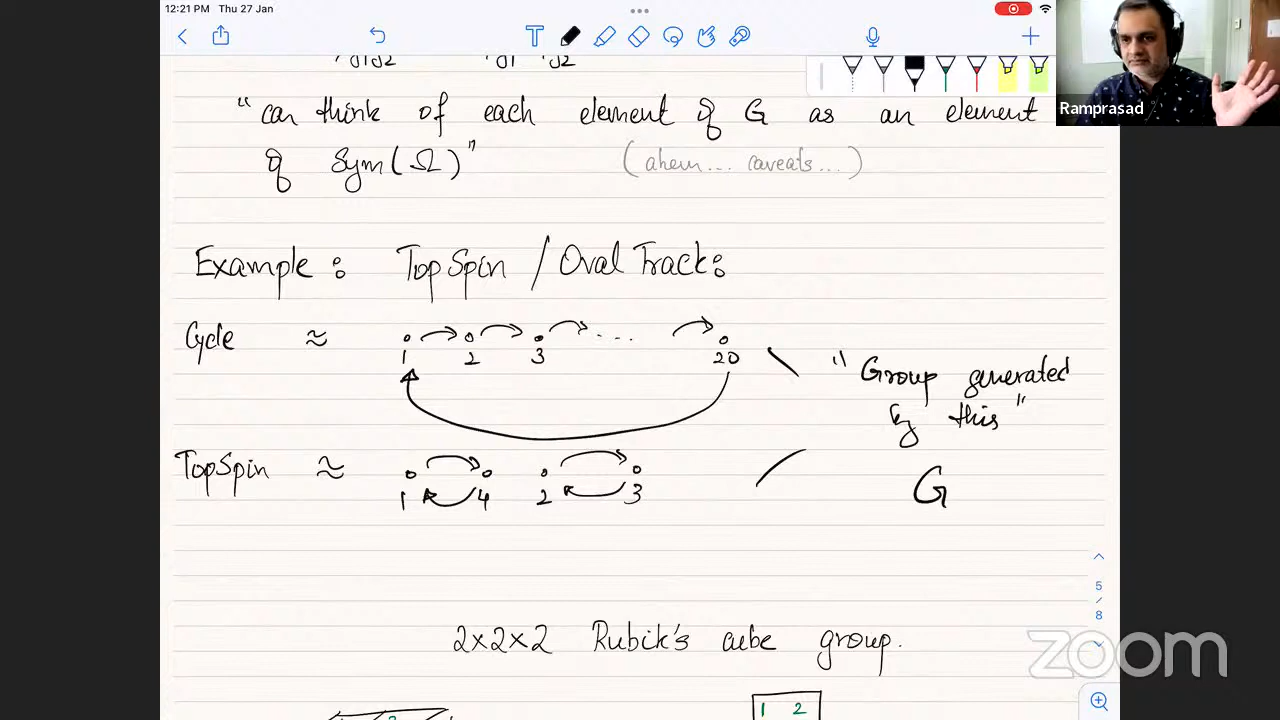 12:21 PM Thu 27 Jan
Ramprasad
"can think of each element of G as an element
of Sym(Ω)" (ahem... caveats...)
Example: TopSpin / Oval Track:
Cycle ≈ 1 2 3 ... 20
"Group generated
by this"
TopSpin ≈ 1 4 2 3
G
5
/
8
2×2×2 Rubik's cube group.
zoom
1 2